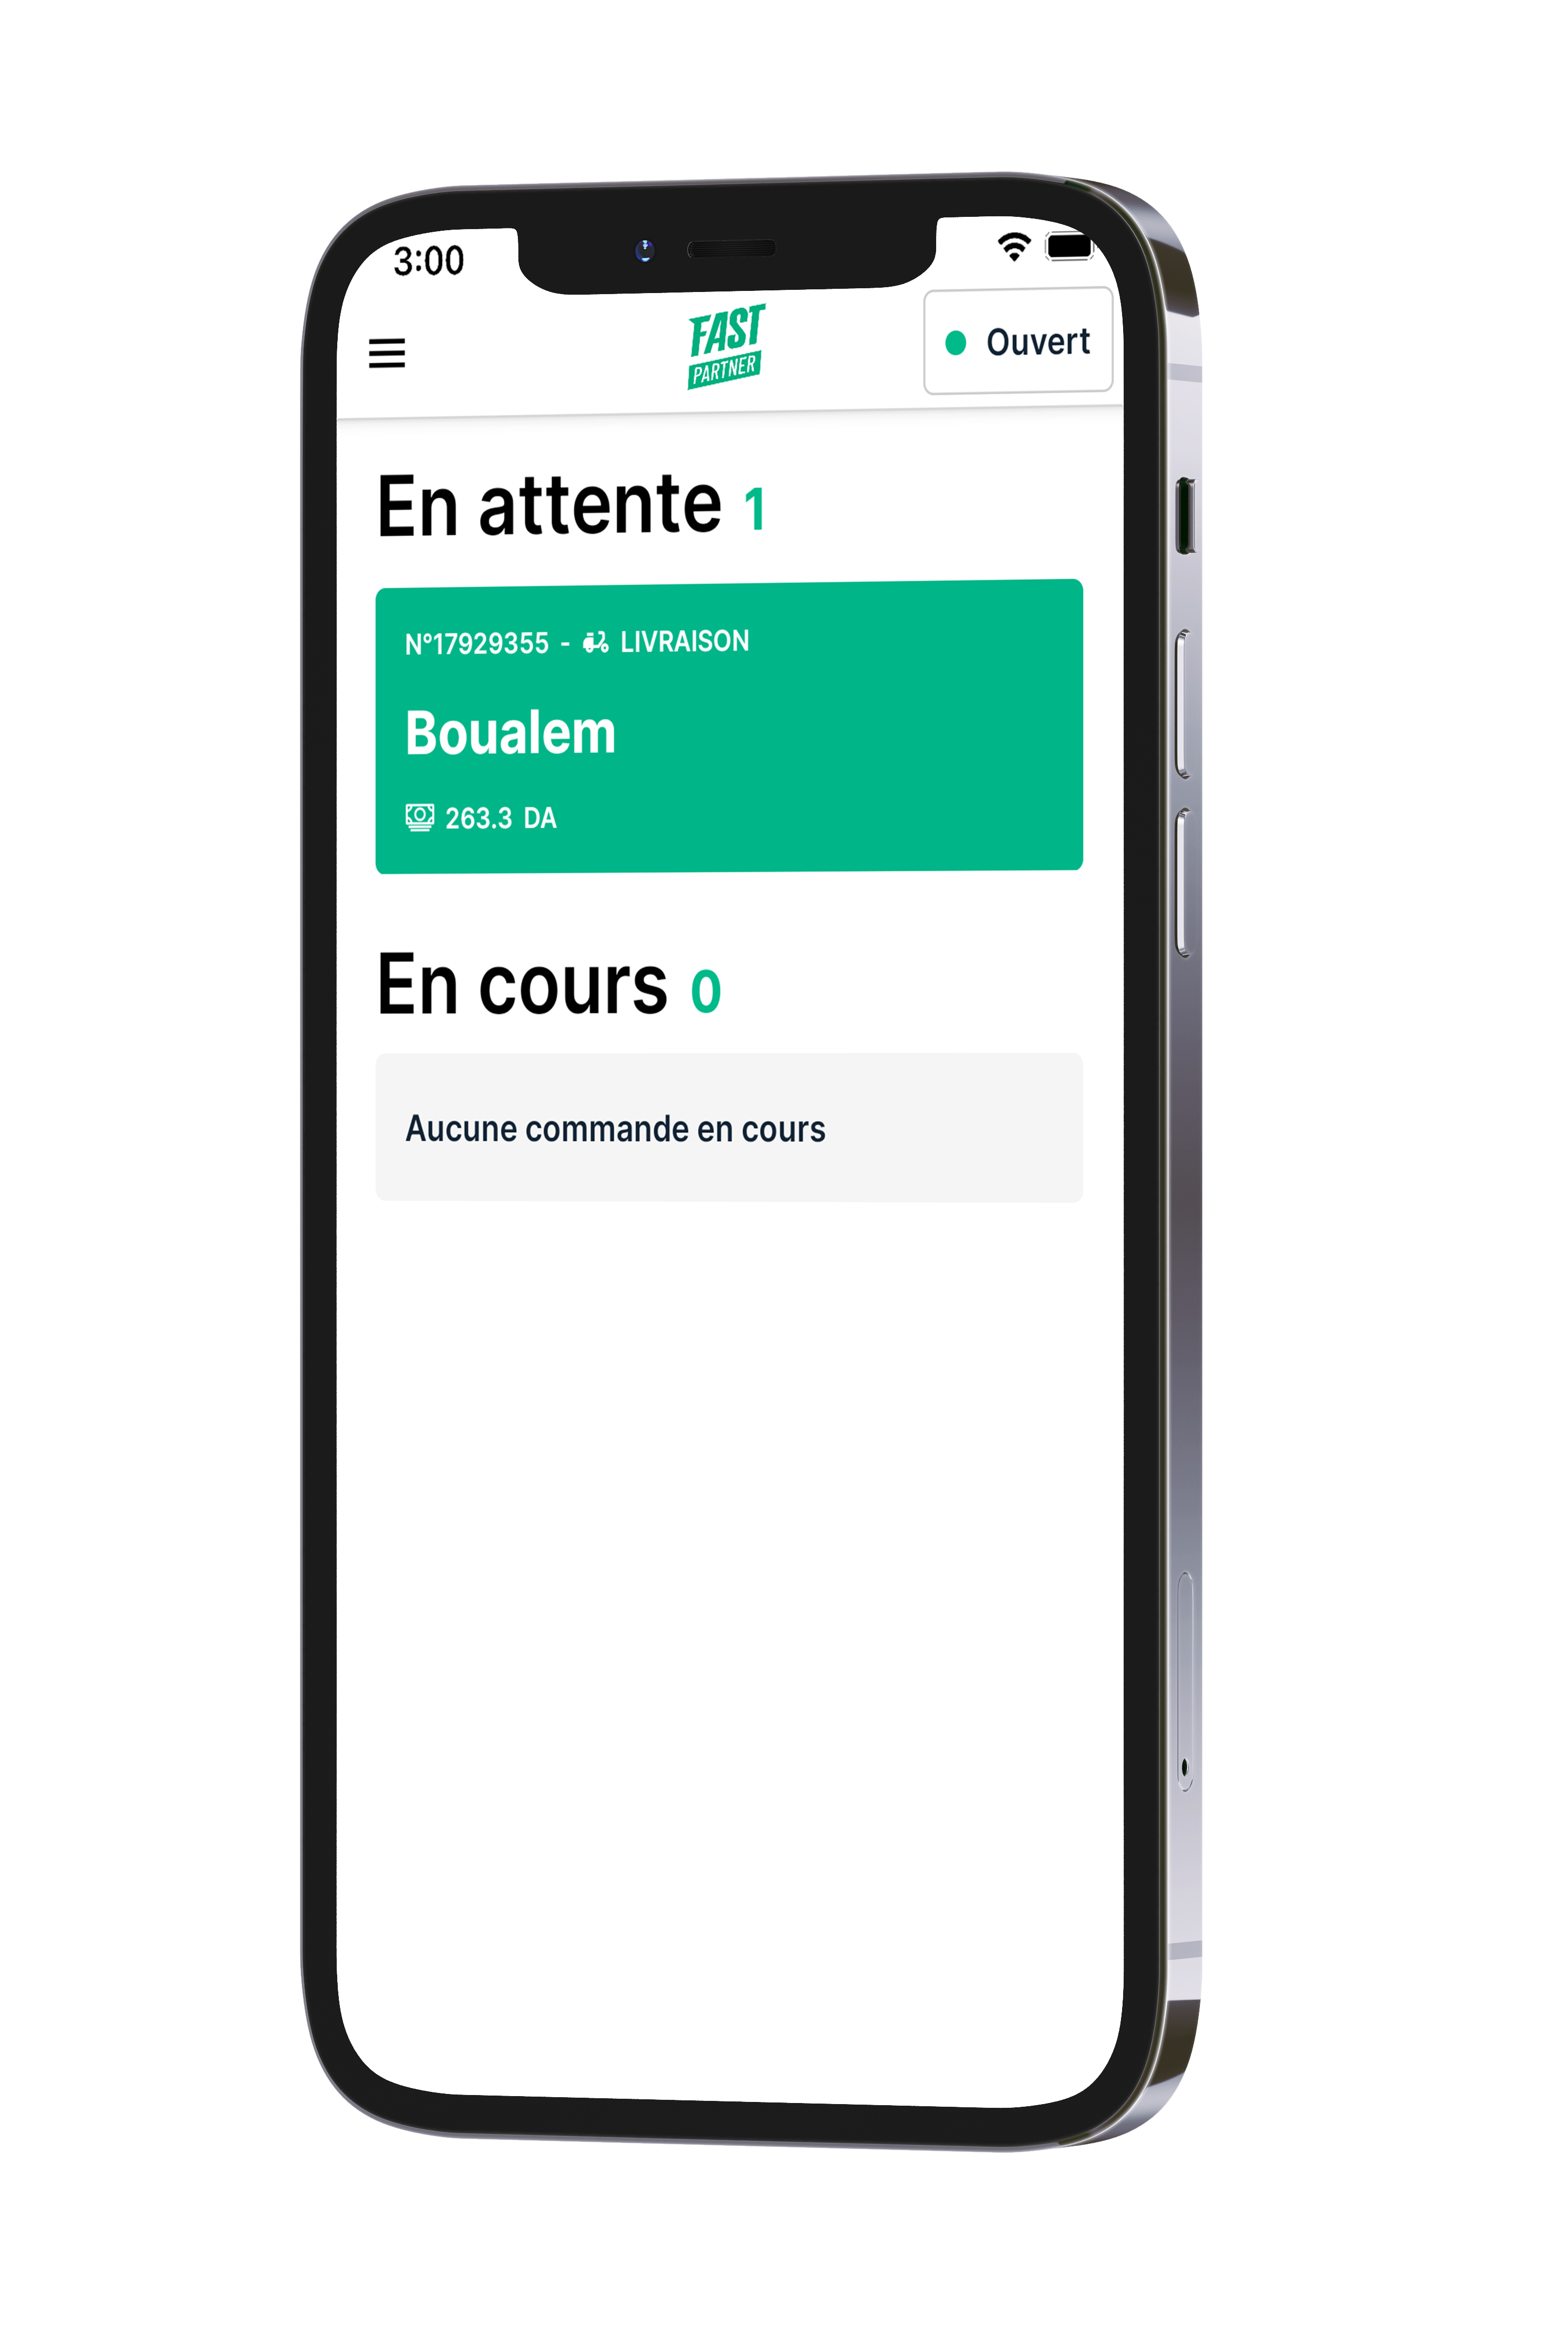 3:00
FAST
PARTNER
Ouvert
En attente 1
N°17929355 - LIVRAISON
Boualem
263.3 DA
En cours 0
Aucune commande en cours